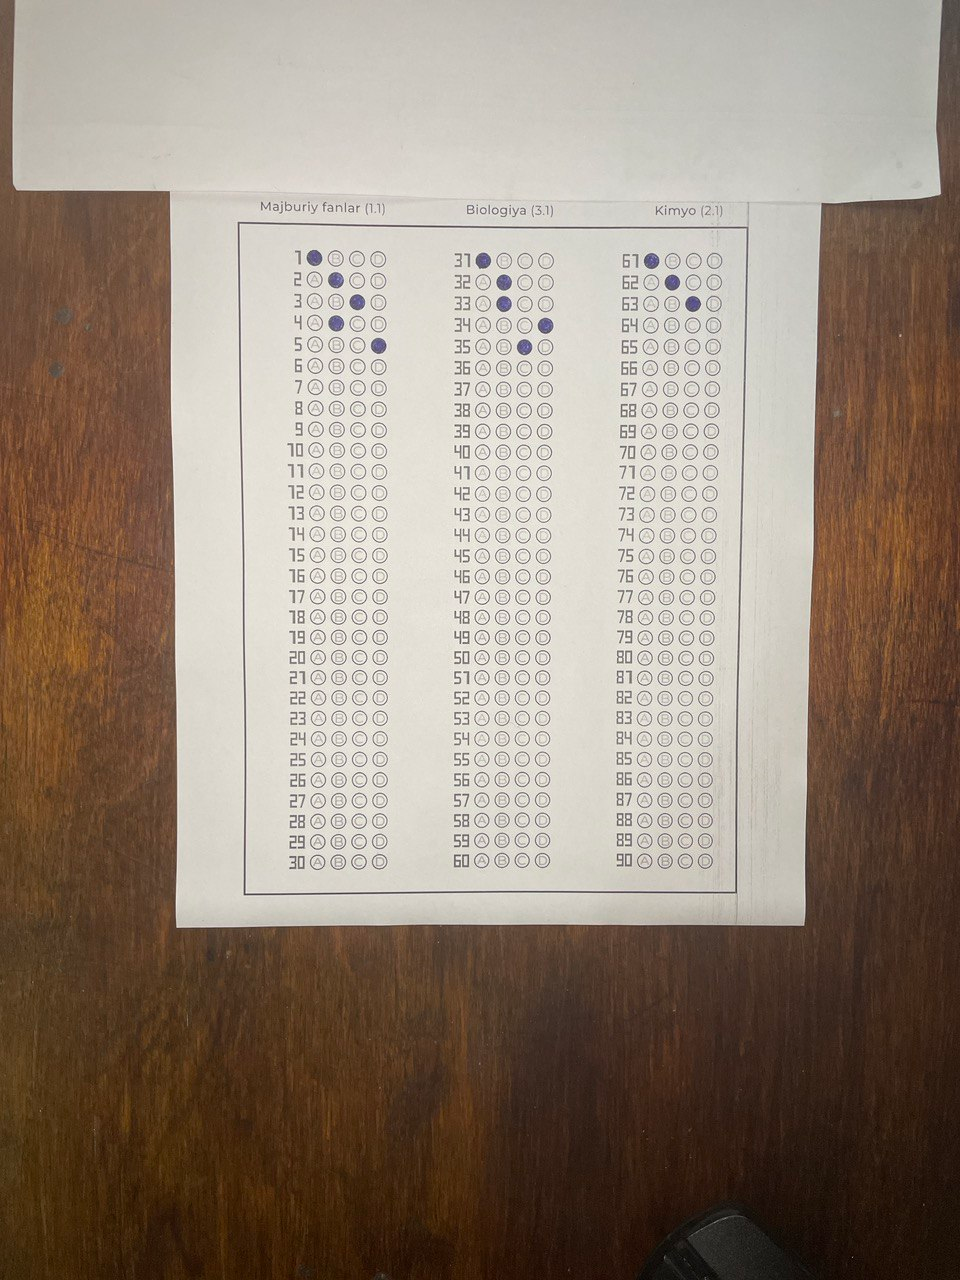 Majburiy fanlar (1.1) Biologiya (3.1) Kimyo (2.1)
1 A B C D 31 A B C D 61 A B C D
2 A B C D 32 A B C D 62 A B C D
3 A B C D 33 A B C D 63 A B C D
4 A B C D 34 A B C D 64 A B C D
5 A B C D 35 A B C D 65 A B C D
6 A B C D 36 A B C D 66 A B C D
7 A B C D 37 A B C D 67 A B C D
8 A B C D 38 A B C D 68 A B C D
9 A B C D 39 A B C D 69 A B C D
10 A B C D 40 A B C D 70 A B C D
11 A B C D 41 A B C D 71 A B C D
12 A B C D 42 A B C D 72 A B C D
13 A B C D 43 A B C D 73 A B C D
14 A B C D 44 A B C D 74 A B C D
15 A B C D 45 A B C D 75 A B C D
16 A B C D 46 A B C D 76 A B C D
17 A B C D 47 A B C D 77 A B C D
18 A B C D 48 A B C D 78 A B C D
19 A B C D 49 A B C D 79 A B C D
20 A B C D 50 A B C D 80 A B C D
21 A B C D 51 A B C D 81 A B C D
22 A B C D 52 A B C D 82 A B C D
23 A B C D 53 A B C D 83 A B C D
24 A B C D 54 A B C D 84 A B C D
25 A B C D 55 A B C D 85 A B C D
26 A B C D 56 A B C D 86 A B C D
27 A B C D 57 A B C D 87 A B C D
28 A B C D 58 A B C D 88 A B C D
29 A B C D 59 A B C D 89 A B C D
30 A B C D 60 A B C D 90 A B C D